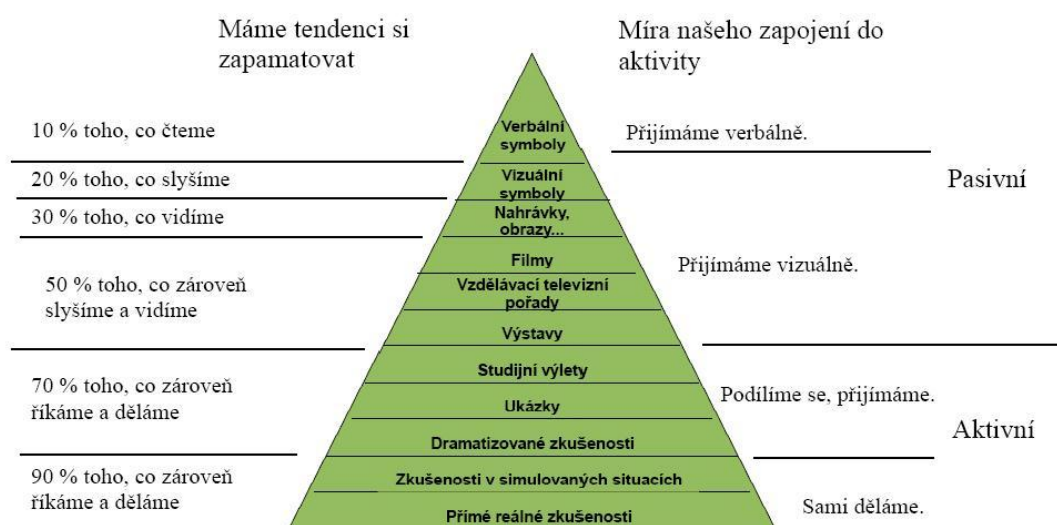 Máme tendenci si
zapamatovat
Míra našeho zapojení do
aktivity
10 % toho, co čteme
20 % toho, co slyšíme
30 % toho, co vidíme
50 % toho, co zároveň
slyšíme a vidíme
70 % toho, co zároveň
říkáme a děláme
90 % toho, co zároveň
říkáme a děláme
Verbální
symboly
Vizuální
symboly
Nahrávky,
obrazy...
Filmy
Vzdělávací televizní
pořady
Výstavy
Studijní výlety
Ukázky
Dramatizované zkušenosti
Zkušenosti v simulovaných situacích
Přímé reálné zkušenosti
Přijímáme verbálně.
Přijímáme vizuálně.
Podílíme se, přijímáme.
Sami děláme.
Pasivní
Aktivní